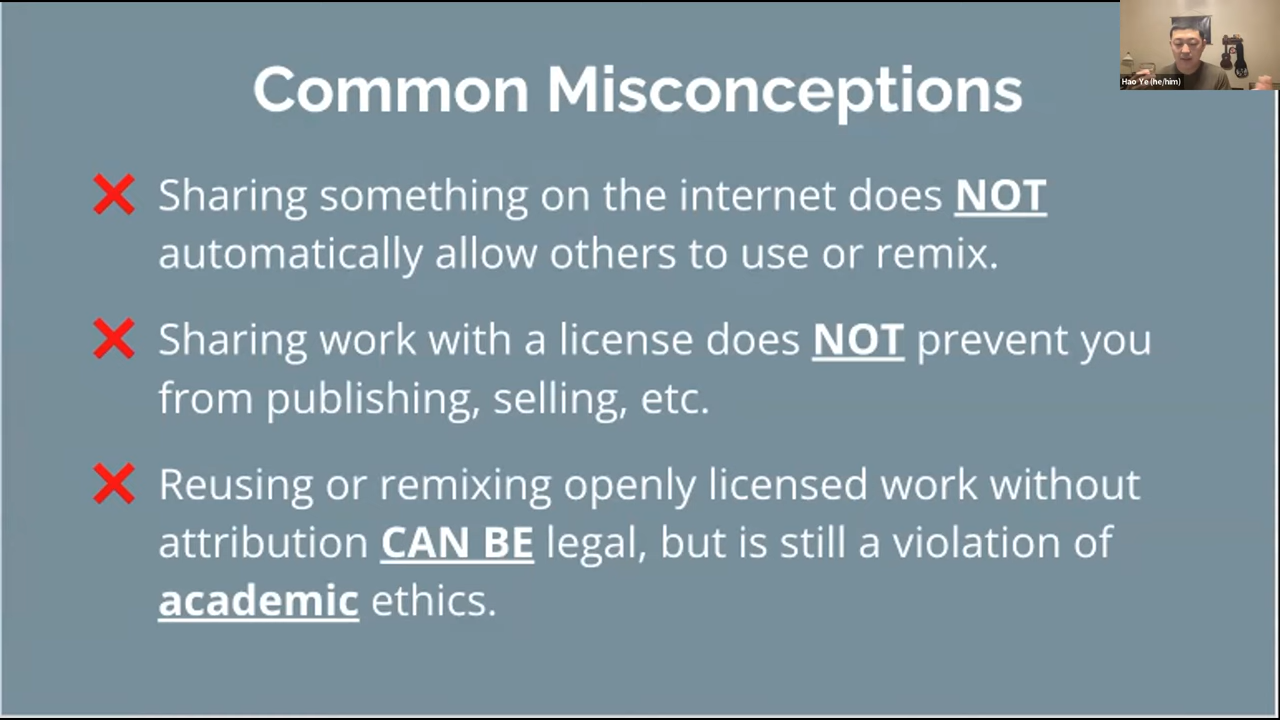 Common Misconceptions
Sharing something on the internet does NOT
automatically allow others to use or remix.
Sharing work with a license does NOT prevent you
from publishing, selling, etc.
Reusing or remixing openly licensed work without
attribution CAN BE legal, but is still a violation of
academic ethics.
Hao Ye (he/him)